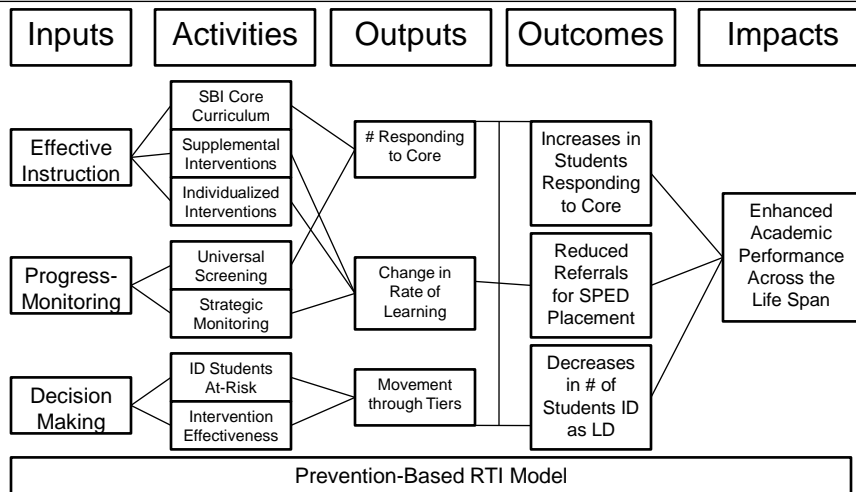 Inputs
Activities
Outputs
Outcomes
Impacts
Effective
Instruction
Progress-
Monitoring
Decision
Making
SBI Core
Curriculum
Supplemental
Interventions
Individualized
Interventions
Universal
Screening
Strategic
Monitoring
ID Students
At-Risk
Intervention
Effectiveness
# Responding
to Core
Change in
Rate of
Learning
Movement
through Tiers
Increases in
Students
Responding
to Core
Reduced
Referrals
for SPED
Placement
Decreases
in # of
Students ID
as LD
Enhanced
Academic
Performance
Across the
Life Span
Prevention-Based RTI Model